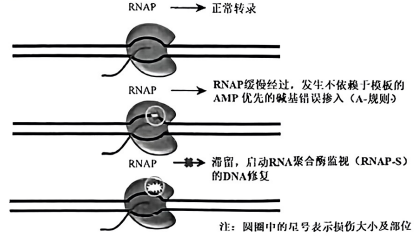 RNAP
正常转录
RNAP
RNAP缓慢经过，发生不依赖于模板的
AMP 优先的碱基错误掺入（A-规则）
RNAP
滞留，启动RNA聚合酶监视（RNAP-S）
的DNA修复
注：圆圈中的星号表示损伤大小及部位